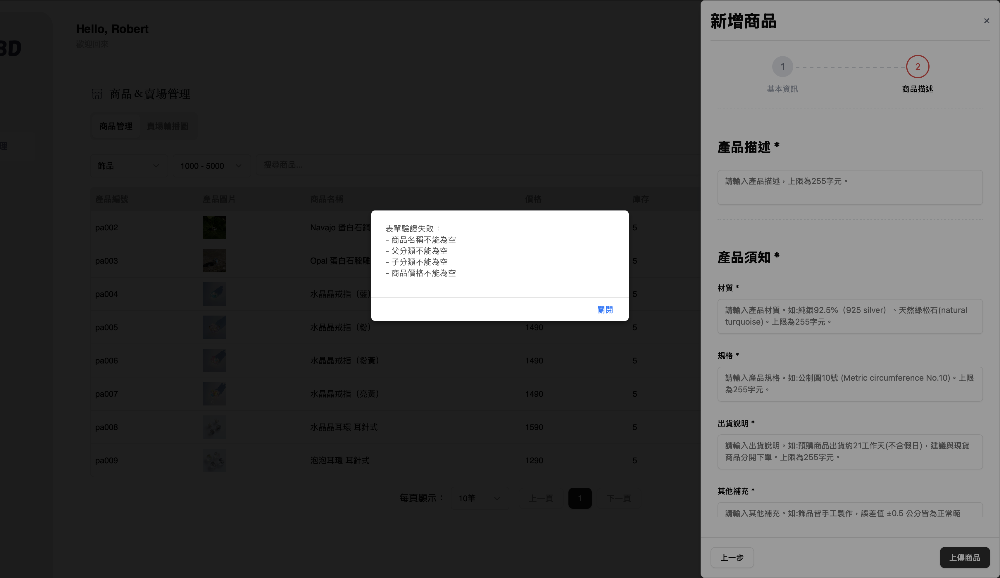 Hello, Robert
歡迎回來
3D
理
商品&賣場管理
商品管理
賣場輪播圖
飾品
1000 - 5000
搜尋商品...
產品編號 產品圖片 商品名稱 價格 庫存
pa002 Navajo 蛋白石鋼 5
pa003 Opal 蛋白石臘雕 5
pa004 水晶晶戒指（藍） 5
pa005 水晶晶戒指（粉） 1490 5
pa006 水晶晶戒指（粉黃） 1490 5
pa007 水晶晶戒指（亮黃） 1490 5
pa008 水晶晶耳環 耳針式 1590 5
pa009 泡泡耳環 耳針式 1290 5
每頁顯示：
10筆
上一頁
1
下一頁
表單驗證失敗：
- 商品名稱不能為空
- 父分類不能為空
- 子分類不能為空
- 商品價格不能為空
關閉
新增商品
×
1
2
基本資訊
商品描述
產品描述 *
請輸入產品描述，上限為255字元。
產品須知 *
材質 *
請輸入產品材質。如:純銀92.5%（925 silver）、天然綠松石(natural
turquoise)。上限為255字元。
規格 *
請輸入產品規格。如:公制圓10號 (Metric circumference No.10)。上限
為255字元。
出貨說明 *
請輸入出貨說明。如:預購商品出貨約21工作天(不含假日)，建議與現貨
商品分開下單。上限為255字元。
其他補充 *
請輸入其他補充。如:飾品皆手工製作，誤差值 ±0.5 公分皆為正常範
上一步
上傳商品